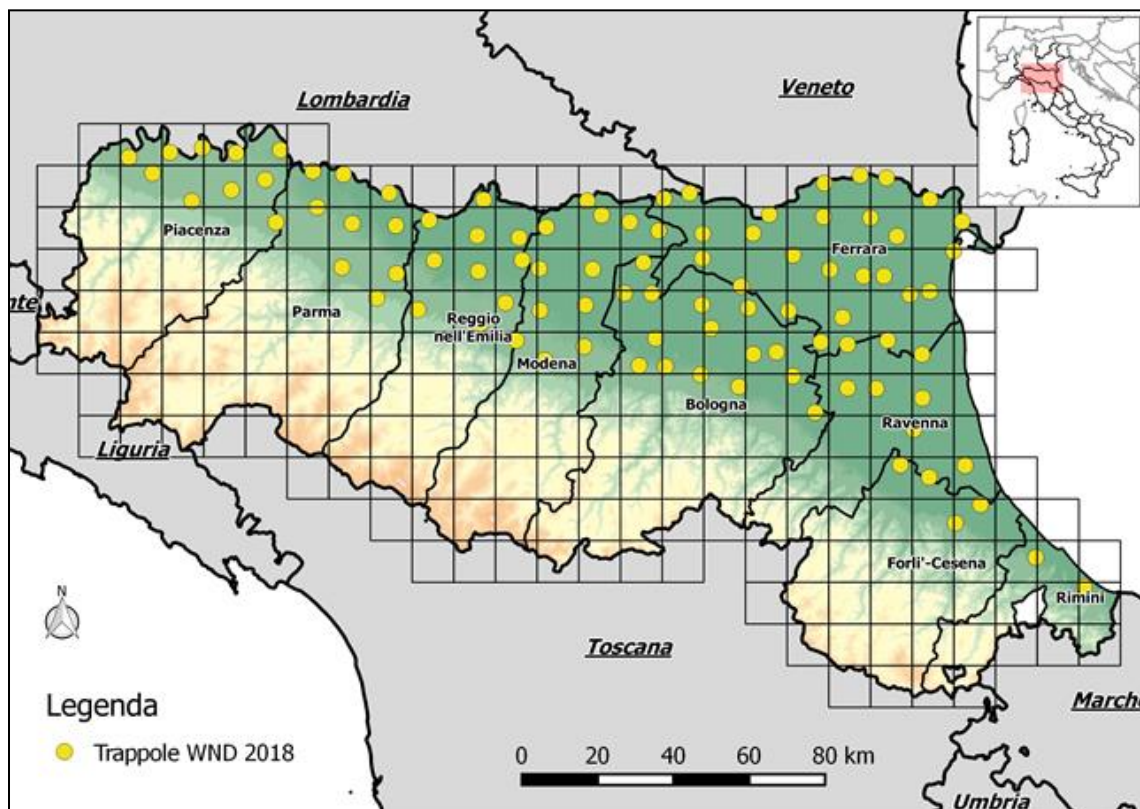 Lombardia
Veneto
Piacenza
Ferrara
nte
Parma
Reggio
nell'Emilia
Modena
Bologna
Ravenna
Liguria
Forli'-Cesena
Rimini
N
Toscana
Legenda
Marche
Trappole WND 2018
0 20 40 60 80 km
Umbria